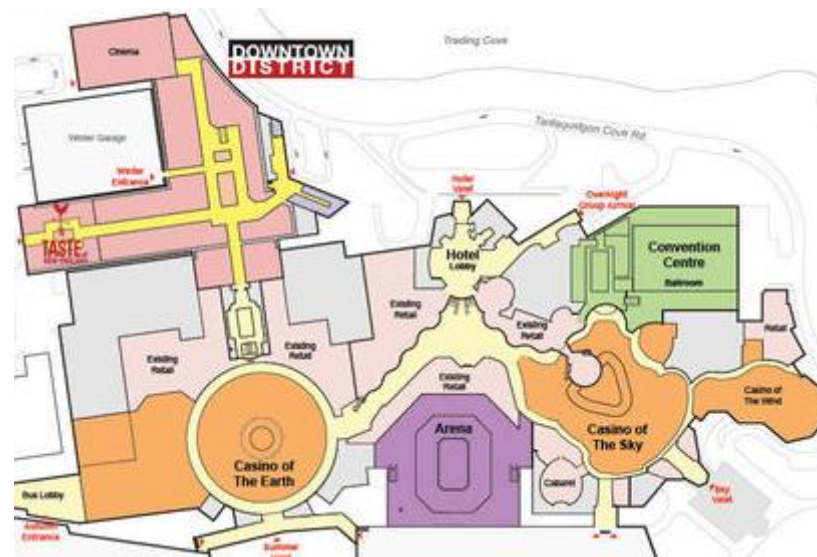 DOWNTOWN
DISTRICT
Trading Cove
Cinema
Tantaquidgeon Cove Rd.
Winter Garage
Winter
Entrance
Hotel
Valet
Overnight
Group Arrival
TASTE
Hotel
Lobby
Convention
Centre
Ballroom
Existing
Retail
Existing
Retail
Retail
Existing
Retail
Existing
Retail
Existing
Retail
Casino of
The Wind
Arena
Casino of
The Sky
Casino of
The Earth
Cabaret
Sky
Valet
Bus Lobby
Autumn
Entrance
Summer